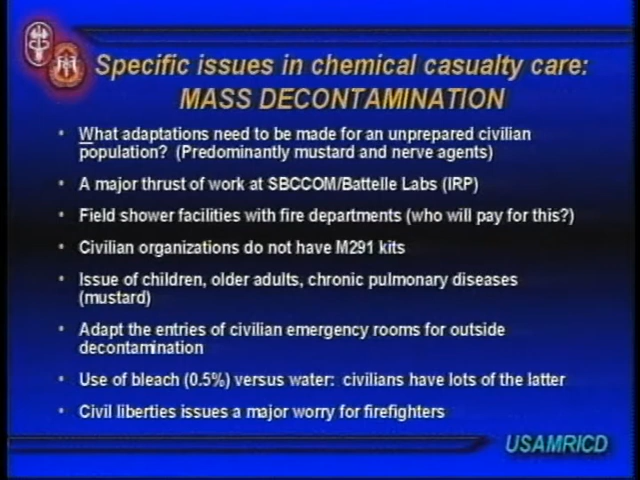 Specific issues in chemical casualty care:
MASS DECONTAMINATION
• What adaptations need to be made for an unprepared civilian
population? (Predominantly mustard and nerve agents)
• A major thrust of work at SBCCOM/Battelle Labs (IRP)
• Field shower facilities with fire departments (who will pay for this?)
• Civilian organizations do not have M291 kits
• Issue of children, older adults, chronic pulmonary diseases
(mustard)
• Adapt the entries of civilian emergency rooms for outside
decontamination
• Use of bleach (0.5%) versus water: civilians have lots of the latter
• Civil liberties issues a major worry for firefighters
USAMRICD